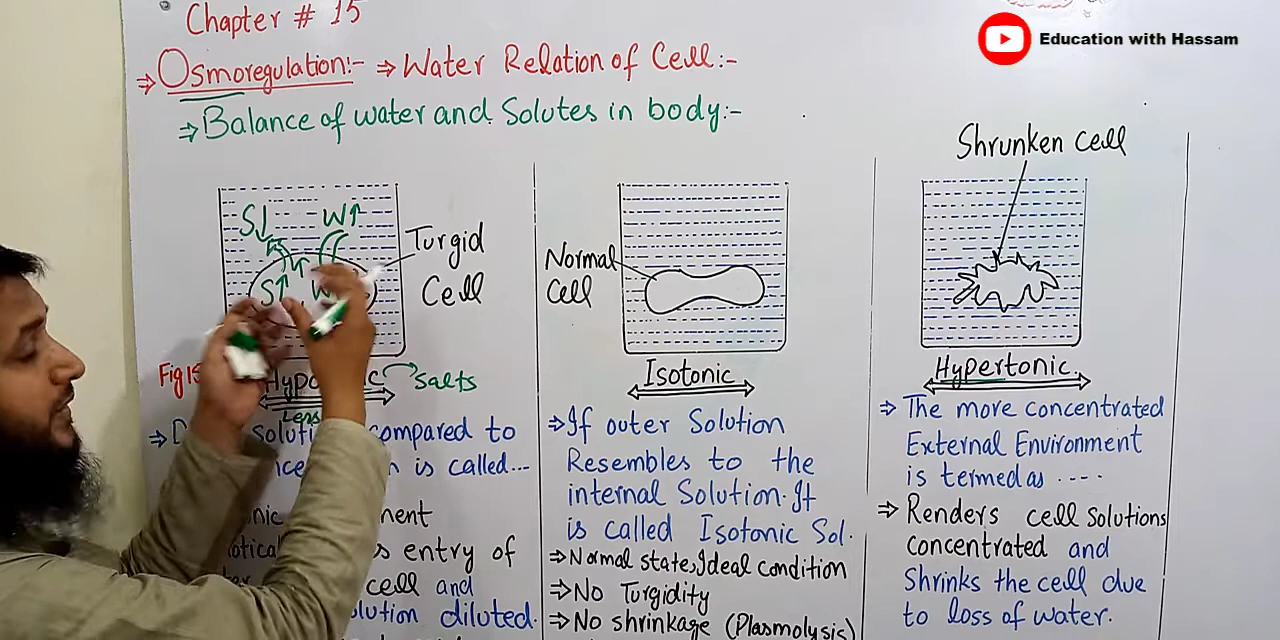 Chapter # 15
Education with Hassam
⇒ Osmoregulation:- ⇒ Water Relation of Cell:-
⇒ Balance of water and Solutes in body:-
S↓ W↑
S↑ W
Turgid
Cell
Fig 15
salts
Less
⇒ compared to
is called...
entry of
cell and
diluted.
Normal
Cell
Isotonic
⇒ If outer Solution
Resembles to the
internal Solution. It
is called Isotonic Sol.
⇒ Normal state, Ideal condition
⇒ No Turgidity
⇒ No shrinkage (Plasmolysis)
Shrunken Cell
Hypertonic
⇒ The more concentrated
External Environment
is termed as ....
⇒ Renders cell solutions
concentrated and
Shrinks the cell due
to loss of water.